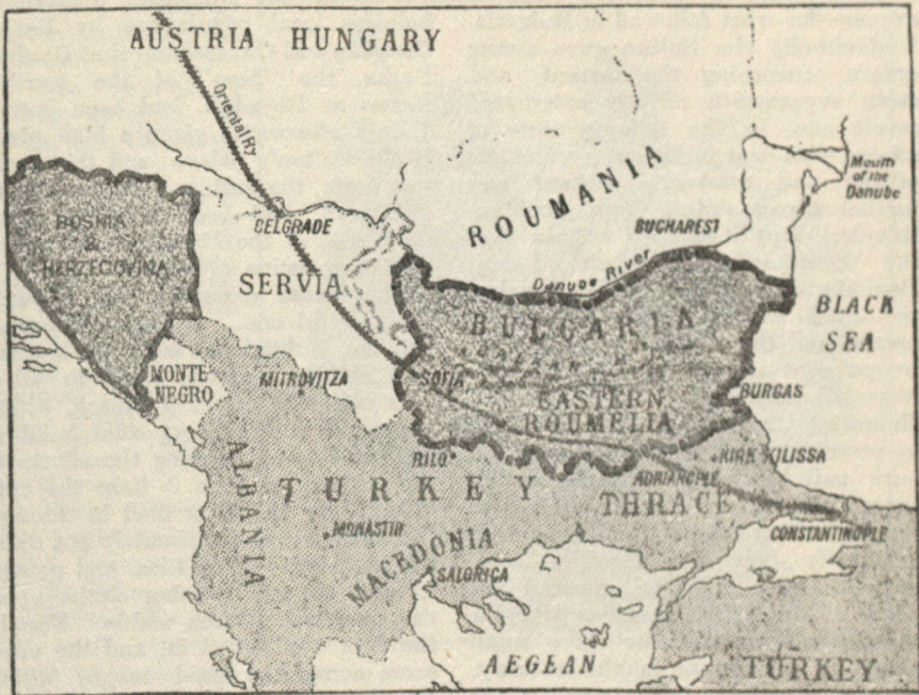 AUSTRIA HUNGARY
Oriental Ry
ROUMANIA
Mouth
of the
Danube
BOSNIA
&
HERZEGOVINA
BELGRADE
BUCHAREST
SERVIA
Danube River
BULGARIA
BLACK
SEA
MONTE
NEGRO
MITROVITZA
SOFIA
EASTERN
ROUMELIA
BURGAS
RILO
KIRK KILISSA
ADRIANOPLE
ALBANIA
TURKEY
THRACE
CONSTANTINOPLE
MONASTIR
MACEDONIA
SALORICA
AEGEAN
TURKEY